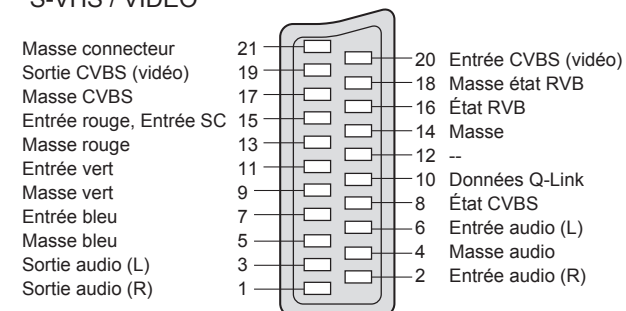 S-VHS / VIDEO
Masse connecteur 21
Sortie CVBS (vidéo) 19
Masse CVBS 17
Entrée rouge, Entrée SC 15
Masse rouge 13
Entrée vert 11
Masse vert 9
Entrée bleu 7
Masse bleu 5
Sortie audio (L) 3
Sortie audio (R) 1
20 Entrée CVBS (vidéo)
18 Masse état RVB
16 État RVB
14 Masse
12 --
10 Données Q-Link
8 État CVBS
6 Entrée audio (L)
4 Masse audio
2 Entrée audio (R)